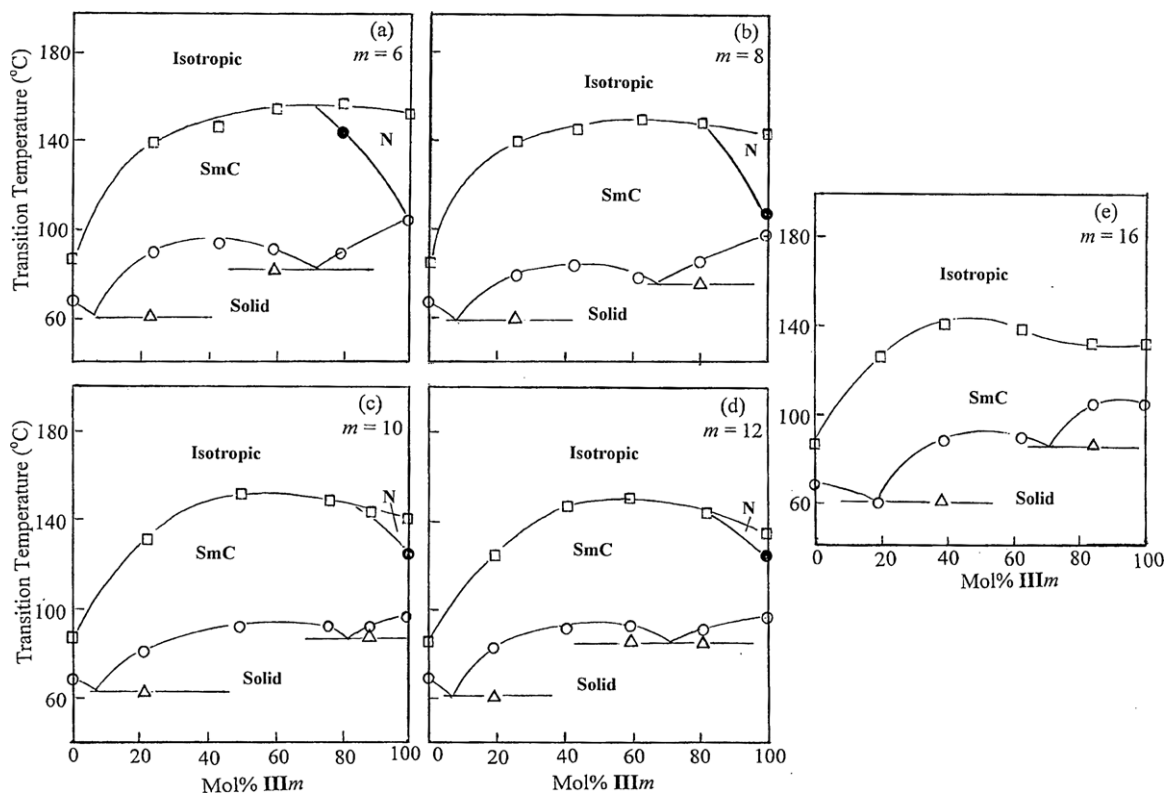 (a)
m = 6
Isotropic
N
SmC
Solid
180
140
100
60
Transition Temperature (°C)
(b)
m = 8
Isotropic
N
SmC
Solid
(c)
m = 10
Isotropic
N
SmC
Solid
180
140
100
60
Transition Temperature (°C)
0 20 40 60 80 100
Mol% IIIm
(d)
m = 12
Isotropic
N
SmC
Solid
0 20 40 60 80 100
Mol% IIIm
(e)
m = 16
Isotropic
SmC
Solid
180
140
100
60
0 20 40 60 80 100
Mol% IIIm